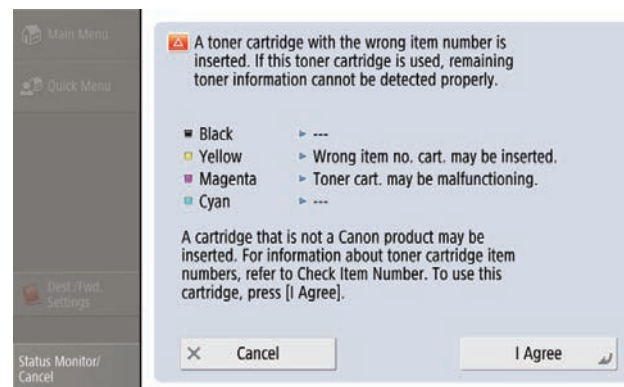 Main Menu
Quick Menu
Dest./Fwd.
Settings
Status Monitor/
Cancel
A toner cartridge with the wrong item number is
inserted. If this toner cartridge is used, remaining
toner information cannot be detected properly.
Black ---
Yellow Wrong item no. cart. may be inserted.
Magenta Toner cart. may be malfunctioning.
Cyan ---
A cartridge that is not a Canon product may be
inserted. For information about toner cartridge item
numbers, refer to Check Item Number. To use this
cartridge, press [I Agree].
Cancel
I Agree